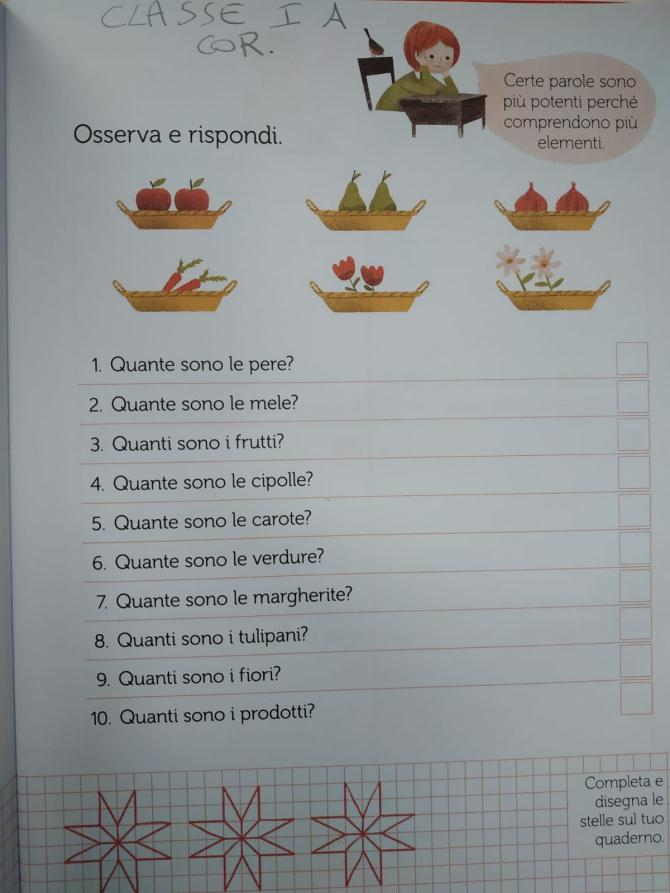 CLASSE I A
COR.
Certe parole sono
più potenti perché
comprendono più
elementi.
Osserva e rispondi.
1. Quante sono le pere?
2. Quante sono le mele?
3. Quanti sono i frutti?
4. Quante sono le cipolle?
5. Quante sono le carote?
6. Quante sono le verdure?
7. Quante sono le margherite?
8. Quanti sono i tulipani?
9. Quanti sono i fiori?
10. Quanti sono i prodotti?
Completa e
disegna le
stelle sul tuo
quaderno.